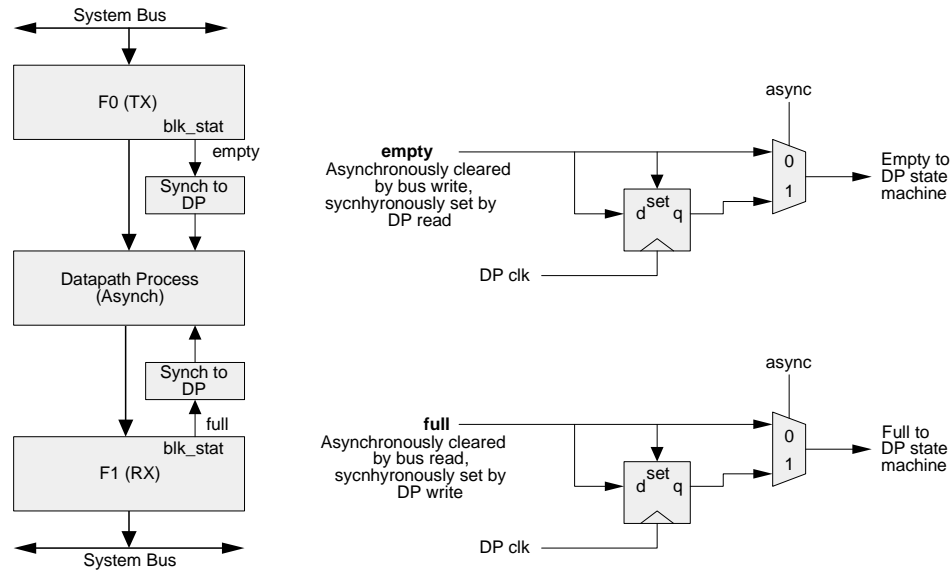 System Bus
F0 (TX)
blk_stat
empty
Synch to
DP
Datapath Process
(Asynch)
Synch to
DP
full
blk_stat
F1 (RX)
System Bus
async
empty
Asynchronously cleared
by bus write,
sycnhyronously set by
DP read
0
1
Empty to
DP state
machine
set
d
q
DP clk
async
full
Asynchronously cleared
by bus read,
sycnhyronously set by
DP write
0
1
Full to
DP state
machine
set
d
q
DP clk